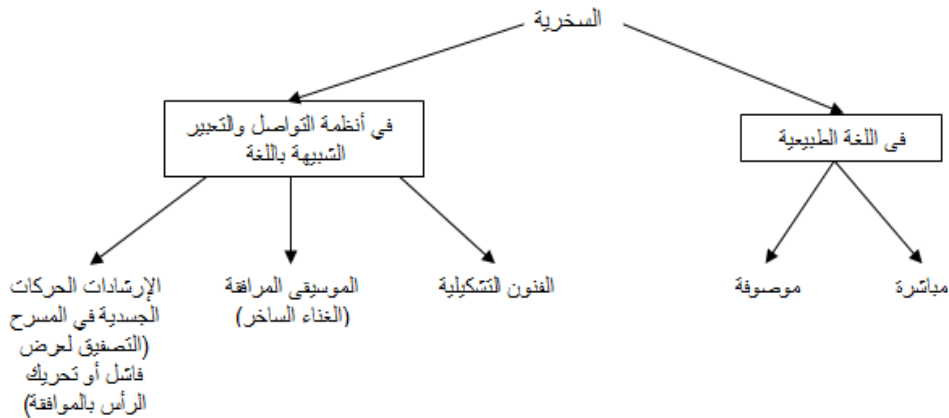 السخرية
في اللغة الطبيعية
في أنظمة التواصل والتعبير
الشبيهة باللغة
مباشرة
موصوفة
الفنون التشكيلية
الموسيقى المرافقة
(الغناء الساخر)
الإرشادات الحركات
الجسدية في المسرح
(التصفيق لعرض
فاشل أو تحريك
الرأس بالموافقة)